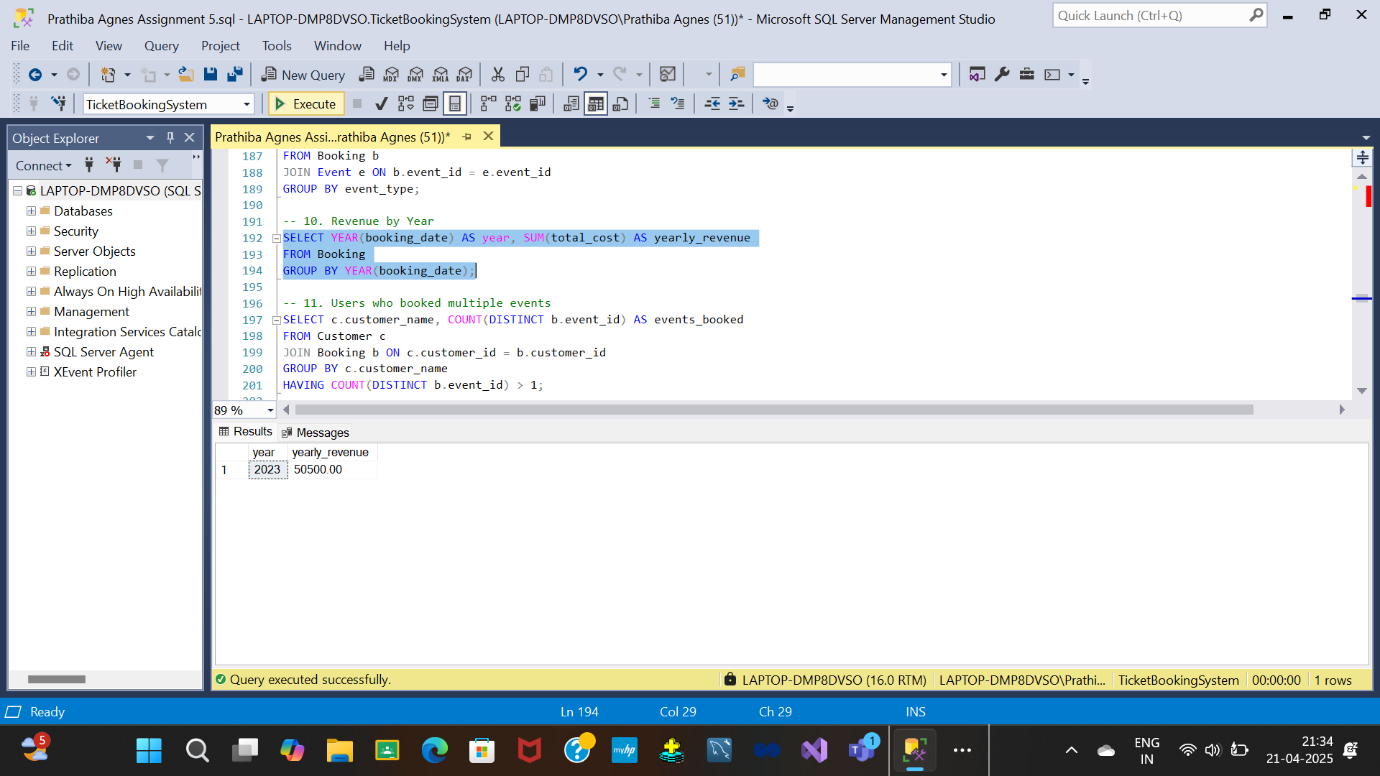 Prathiba Agnes Assignment 5.sql - LAPTOP-DMP8DVSO.TicketBookingSystem (LAPTOP-DMP8DVSO\Prathiba Agnes (51))* - Microsoft SQL Server Management Studio
Quick Launch (Ctrl+Q)
File Edit View Query Project Tools Window Help
New Query MDX DMX XMLA DAX
TicketBookingSystem Execute
Object Explorer
Prathiba Agnes Assi...rathiba Agnes (51))*
Connect
LAPTOP-DMP8DVSO (SQL S
Databases
Security
Server Objects
Replication
Always On High Availabilit
Management
Integration Services Catalo
SQL Server Agent
XEvent Profiler
187 FROM Booking b
188 JOIN Event e ON b.event_id = e.event_id
189 GROUP BY event_type;
190
191 -- 10. Revenue by Year
192 SELECT YEAR(booking_date) AS year, SUM(total_cost) AS yearly_revenue
193 FROM Booking
194 GROUP BY YEAR(booking_date);
195
196 -- 11. Users who booked multiple events
197 SELECT c.customer_name, COUNT(DISTINCT b.event_id) AS events_booked
198 FROM Customer c
199 JOIN Booking b ON c.customer_id = b.customer_id
200 GROUP BY c.customer_name
201 HAVING COUNT(DISTINCT b.event_id) > 1;
89 %
Results Messages
year yearly_revenue
1 2023 50500.00
Query executed successfully. LAPTOP-DMP8DVSO (16.0 RTM) LAPTOP-DMP8DVSO\Prathi... TicketBookingSystem 00:00:00 1 rows
Ready Ln 194 Col 29 Ch 29 INS
5
myhp
1
ENG
IN
21:34
21-04-2025